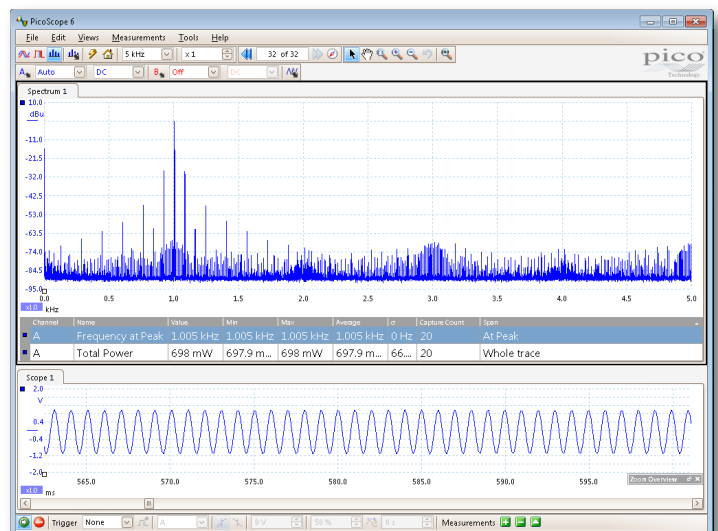 PicoScope 6
File Edit Views Measurements Tools Help
5 kHz x 1 32 of 32
pico
Technology
A Auto DC B Off DC
Spectrum 1
10.0
dBu
-11.0
-21.5
-32.0
-42.5
-53.0
-63.5
-74.0
-84.5
-95.0
0.0 0.5 1.0 1.5 2.0 2.5 3.0 3.5 4.0 4.5 5.0
x1.0 kHz
Channel Name Value Min Max Average σ Capture Count Span
A Frequency at Peak 1.005 kHz 1.005 kHz 1.005 kHz 1.005 kHz 0 Hz 20 At Peak
A Total Power 698 mW 697.9 m... 698 mW 697.9 m... 66.... 20 Whole trace
Scope 1
2.0
V
0.4
-0.4
-1.2
-2.0
565.0 570.0 575.0 580.0 585.0 590.0 595.0
Zoom Overview
x1.0 ms
Trigger None A 0 V 50 % 0 s Measurements